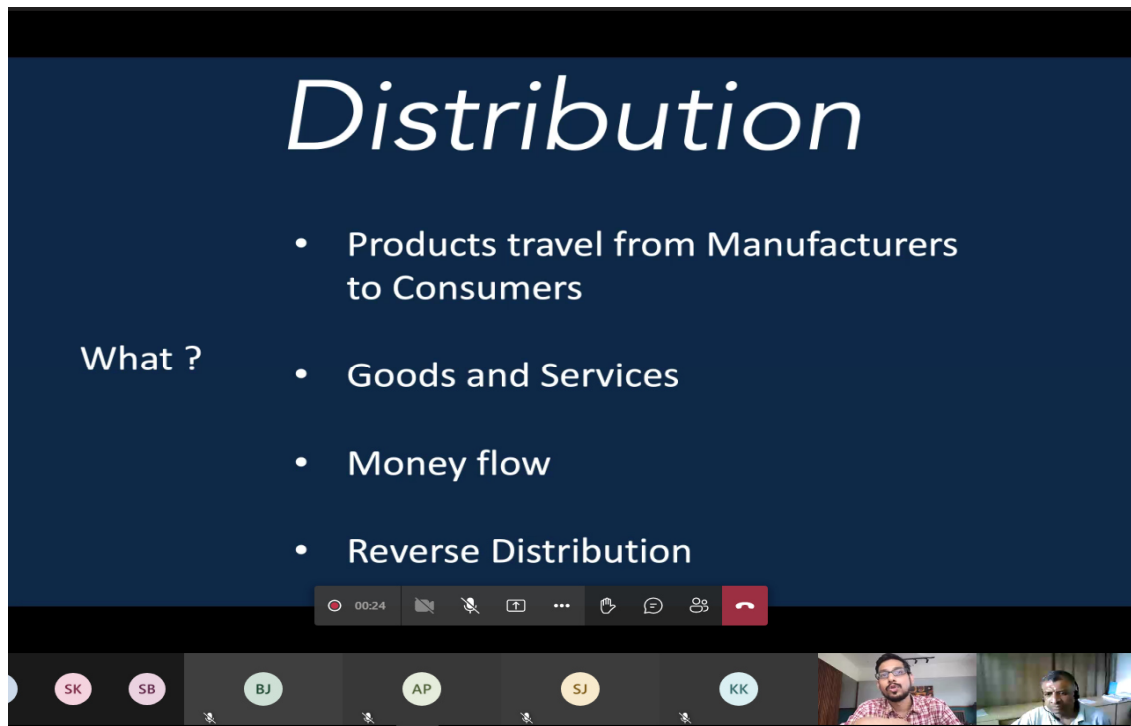 Distribution
• Products travel from Manufacturers
to Consumers
What ?
• Goods and Services
• Money flow
• Reverse Distribution
00:24
SK
SB
BJ
AP
SJ
KK